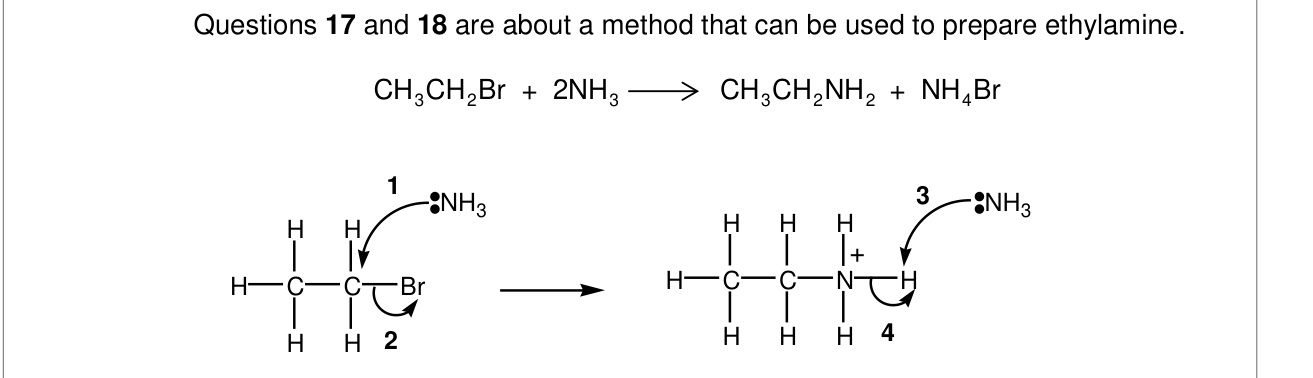 Questions 17 and 18 are about a method that can be used to prepare ethylamine.
CH₃CH₂Br + 2NH₃ ⟶ CH₃CH₂NH₂ + NH₄Br
1 :NH₃ 3 :NH₃
H H H H H +
H C C Br H C C N H
H H 2 H H H 4